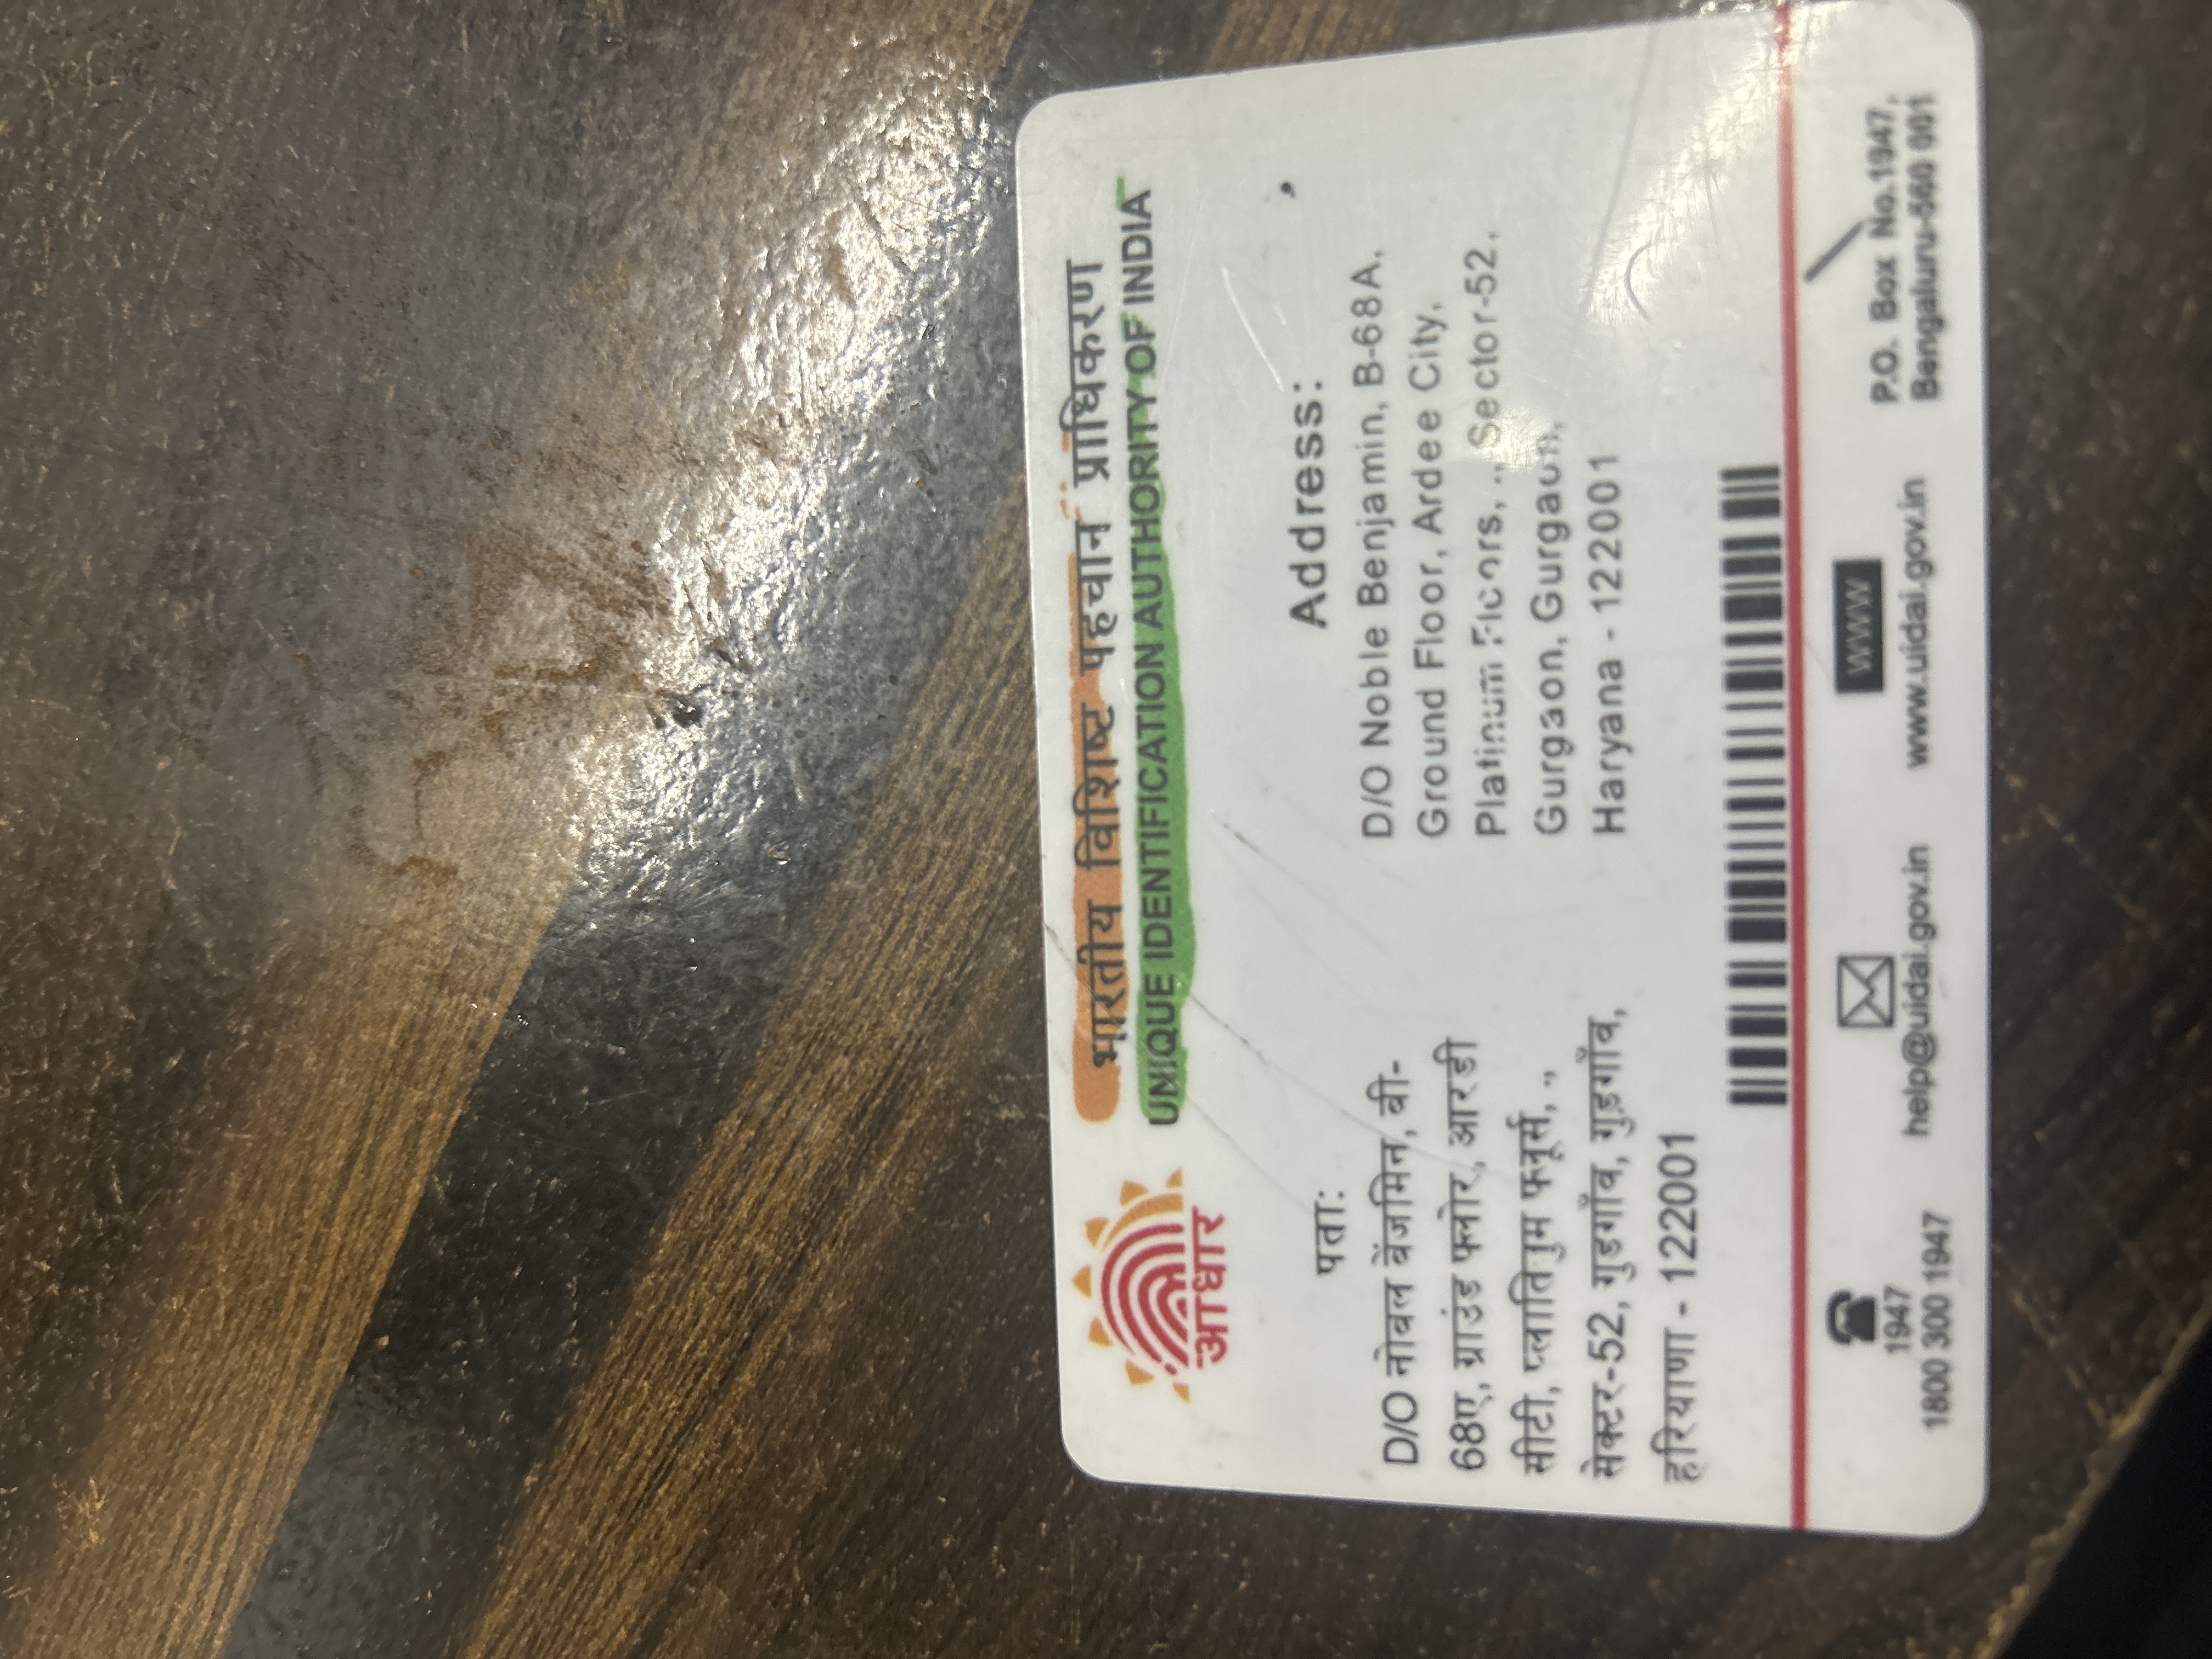 भारतीय विशिष्ट पहचान प्राधिकरण
UNIQUE IDENTIFICATION AUTHORITY OF INDIA
आधार
पता:
D/O नोबल बेंजमिन, बी-
68ए, ग्राउंड फ्लोर, आरडी
सीटी, प्लातिनुम फ्लूर्स, .,
सेक्टर-52, गुडगाँव, गुड़गाँव,
हरियाणा - 122001
Address:
D/O Noble Benjamin, B-68A,
Ground Floor, Ardee City,
Platinum Floors, ., Sector-52,
Gurgaon, Gurgaon,
Haryana - 122001
1947
1800 300 1947
help@uidai.gov.in
WWW
www.uidai.gov.in
P.O. Box No.1947,
Bengaluru-560 001